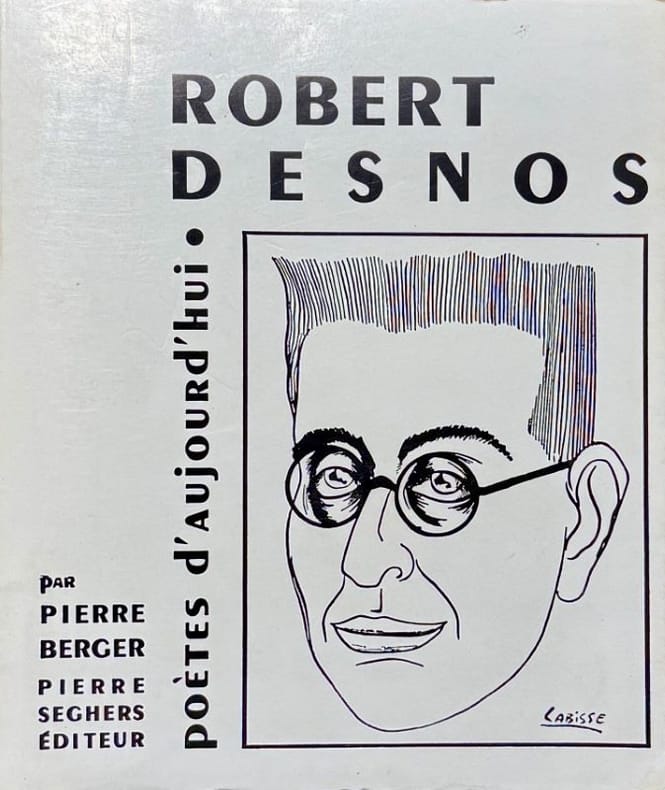 ROBERT
DESNOS
POÈTES d'AUJOURd'HUI •
PAR
PIERRE
BERGER
PIERRE
SEGHERS
ÉDITEUR
LABISSE